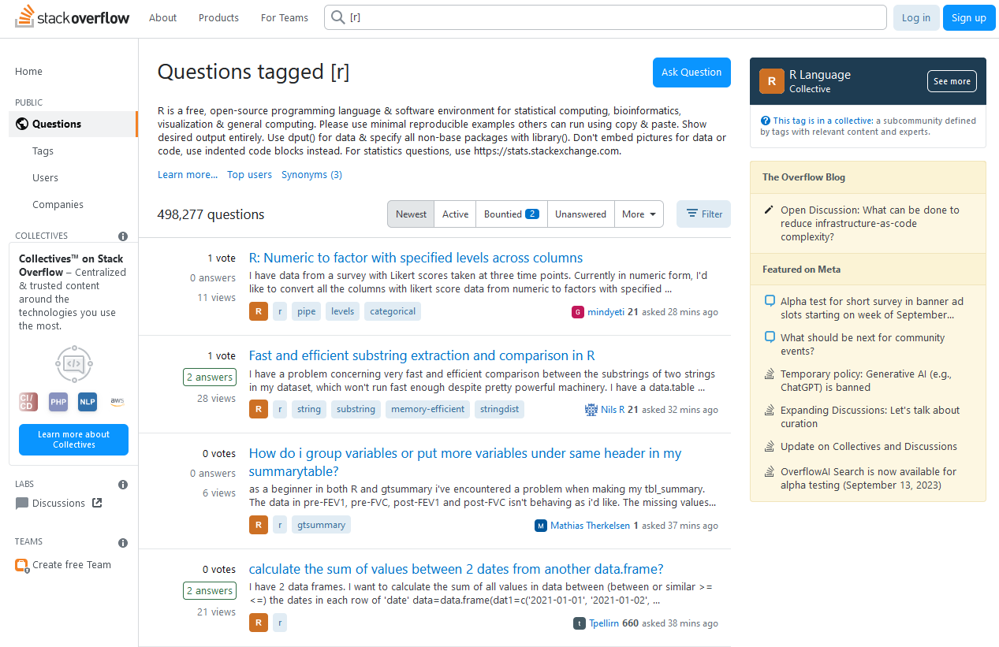 stackoverflow About Products For Teams [r] Log in Sign up
Home
PUBLIC
Questions
Tags
Users
Companies
COLLECTIVES
Collectives™ on Stack
Overflow – Centralized
& trusted content
around the
technologies you use
the most.
CI/
CD
PHP NLP aws
Learn more about
Collectives
LABS
Discussions
TEAMS
Create free Team
Questions tagged [r]
Ask Question
R is a free, open-source programming language & software environment for statistical computing, bioinformatics,
visualization & general computing. Please use minimal reproducible examples others can run using copy & paste. Show
desired output entirely. Use dput() for data & specify all non-base packages with library(). Don't embed pictures for data or
code, use indented code blocks instead. For statistics questions, use https://stats.stackexchange.com.
Learn more... Top users Synonyms (3)
498,277 questions
Newest Active Bountied 2 Unanswered More Filter
1 vote
0 answers
11 views
R: Numeric to factor with specified levels across columns
I have data from a survey with Likert scores taken at three time points. Currently in numeric form, I'd
like to convert all the columns with likert score data from numeric to factors with specified ...
R r pipe levels categorical
G mindyeti 21 asked 28 mins ago
1 vote
2 answers
28 views
Fast and efficient substring extraction and comparison in R
I have a problem concerning very fast and efficient comparison between the substrings of two strings
in my dataset, which won't run fast enough despite pretty powerful machinery. I have a data.table ...
R r string substring memory-efficient stringdist
Nils R 21 asked 32 mins ago
0 votes
0 answers
6 views
How do i group variables or put more variables under same header in my
summarytable?
as a beginner in both R and gtsummary i've encountered a problem when making my tbl_summary.
The data in pre-FEV1, pre-FVC, post-FEV1 and post-FVC isn't behaving as i'd like. The missing values...
R r gtsummary
M Mathias Therkelsen 1 asked 37 mins ago
0 votes
2 answers
21 views
calculate the sum of values between 2 dates from another data.frame?
I have 2 data frames. I want to calculate the sum of all values in data between (between or similar >=
<=) the dates in each row of 'date' data=data.frame(dat1=c('2021-01-01', '2021-01-02', ...
R r
t Tpellirn 660 asked 38 mins ago
R
R Language
Collective
See more
? This tag is in a collective: a subcommunity defined
by tags with relevant content and experts.
The Overflow Blog
Open Discussion: What can be done to
reduce infrastructure-as-code
complexity?
Featured on Meta
Alpha test for short survey in banner ad
slots starting on week of September...
What should be next for community
events?
Temporary policy: Generative AI (e.g.,
ChatGPT) is banned
Expanding Discussions: Let's talk about
curation
Update on Collectives and Discussions
OverflowAI Search is now available for
alpha testing (September 13, 2023)